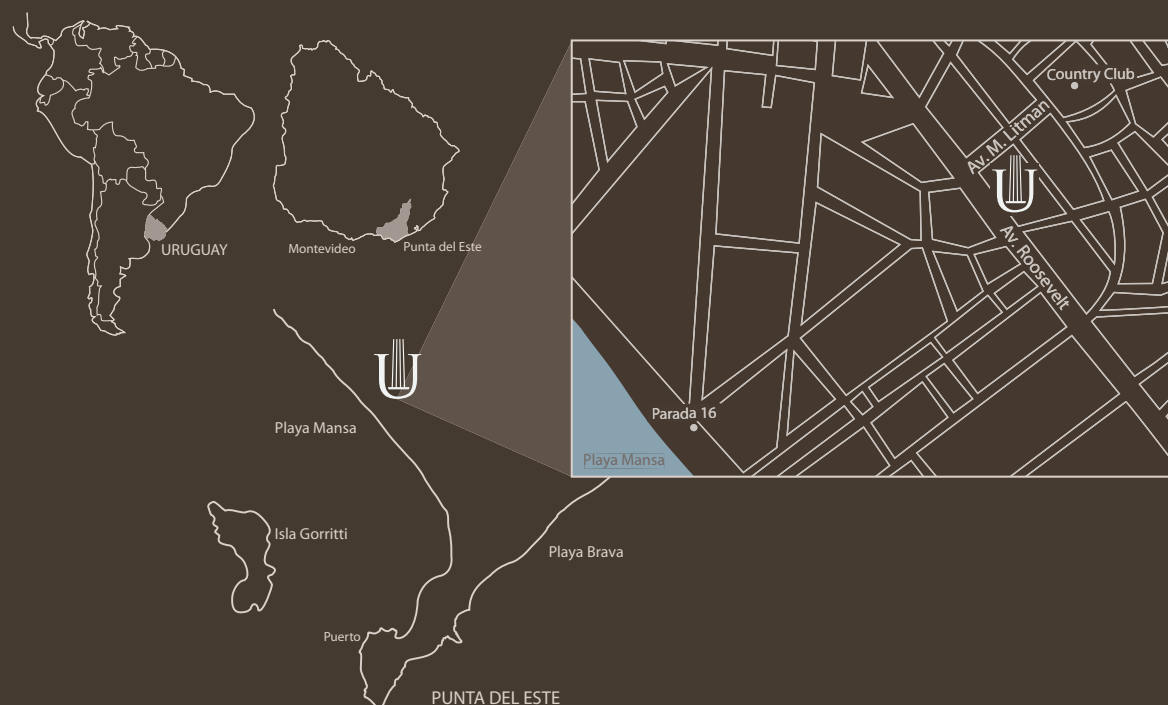 Country Club
Av. M. Litman
U
URUGUAY
Montevideo
Punta del Este
Av. Roosevelt
U
Parada 16
Playa Mansa
Playa Mansa
Isla Gorritti
Playa Brava
Puerto
PUNTA DEL ESTE